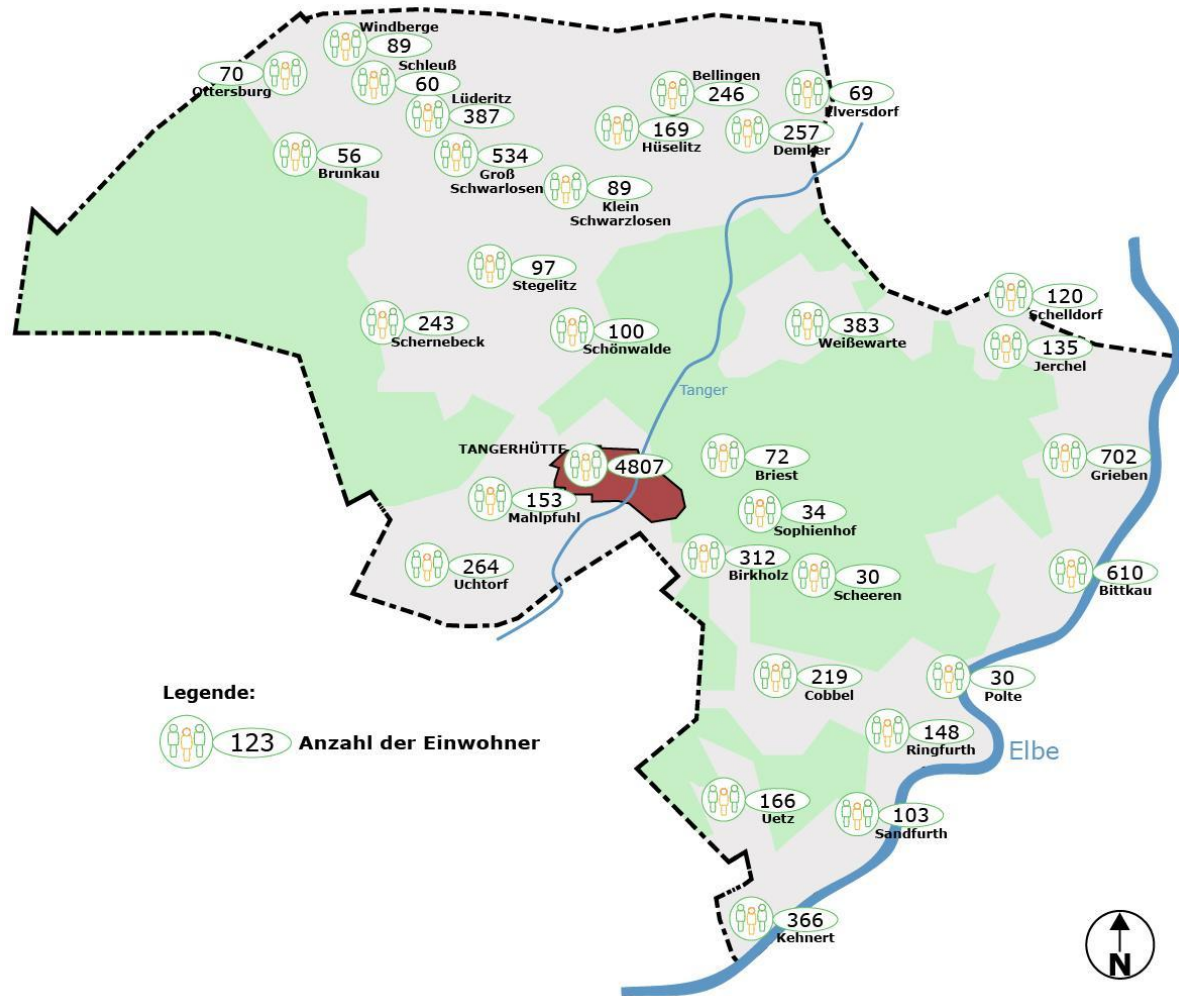 Windberge
89
70
Ottersburg
Schleuß
60
Lüderitz
387
Bellingen
246
69
Elversdorf
169
Hüselitz
257
Demker
56
Brunkau
534
Groß
Schwarlosen
89
Klein
Schwarzlosen
97
Stegelitz
120
Schelldorf
243
Schernebeck
100
Schönwalde
383
Weißewarte
135
Jerchel
Tanger
TANGERHÜTTE
4807
72
Briest
702
Grieben
153
Mahlpfuhl
34
Sophienhof
264
Uchtorf
312
Birkholz
30
Scheeren
610
Bittkau
219
Cobbel
30
Polte
Legende:
123 Anzahl der Einwohner
148
Ringfurth
Elbe
166
Uetz
103
Sandfurth
366
Kehnert
N